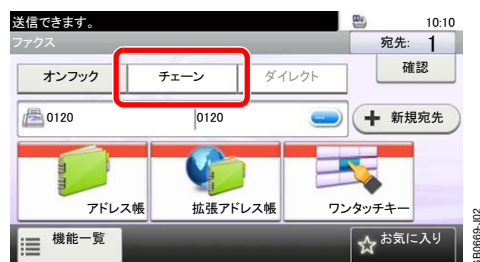 送信できます。 10:10
ファクス 宛先: 1
オンフック チェーン ダイレクト 確認
0120 0120 新規宛先
アドレス帳 拡張アドレス帳 ワンタッチキー
機能一覧 お気に入り
GB0669-J02